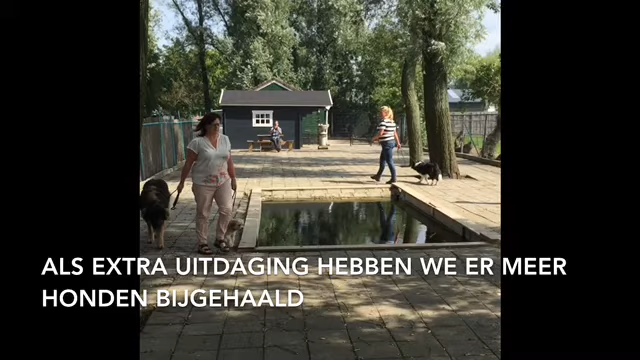 ALS EXTRA UITDAGING HEBBEN WE ER MEER
HONDEN BIJGEHAALD